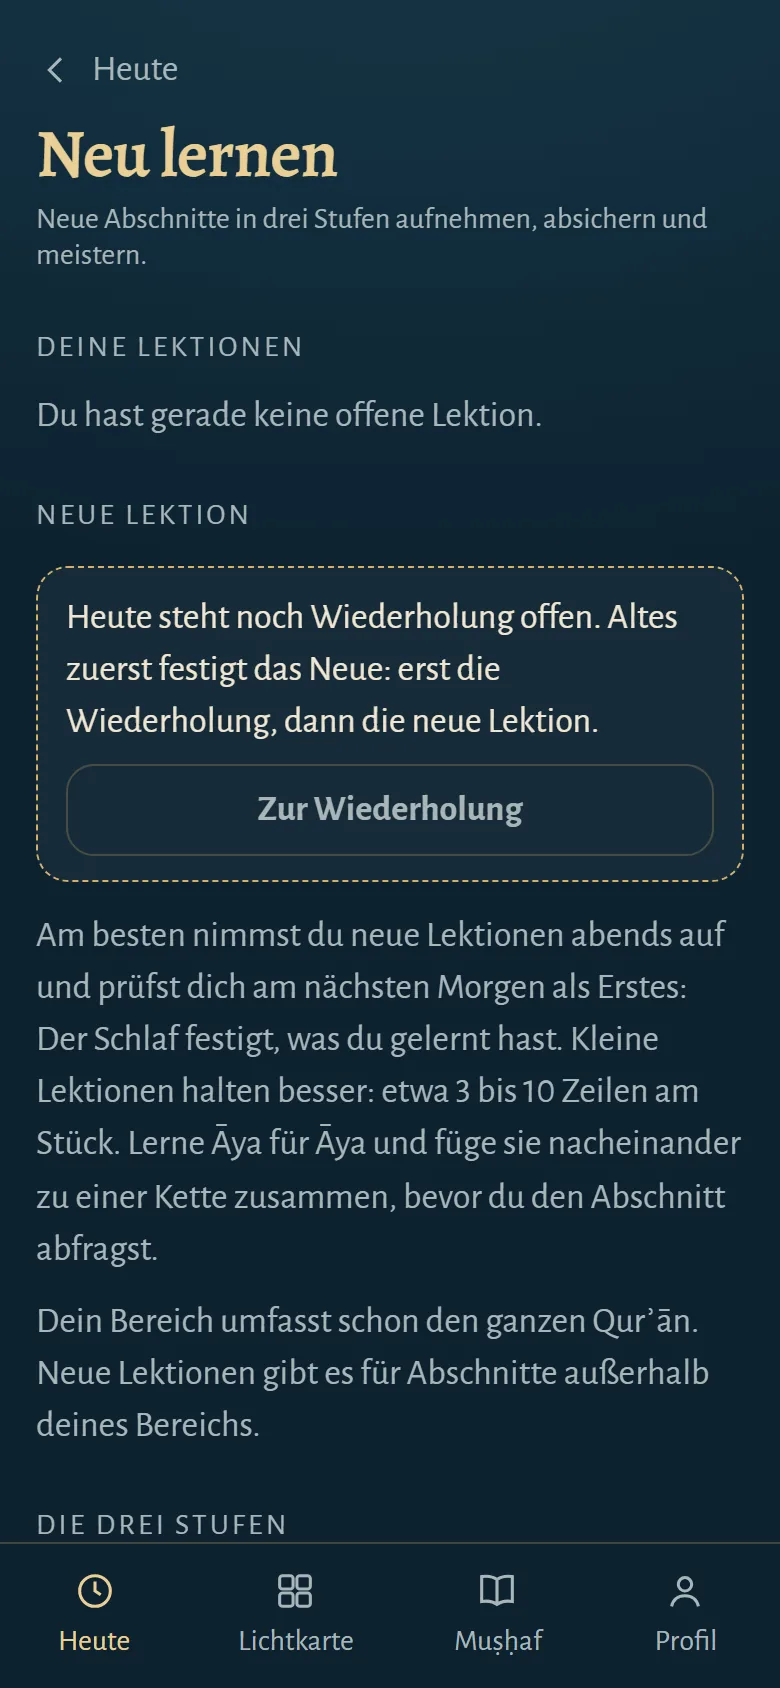 Heute
Neu lernen
Neue Abschnitte in drei Stufen aufnehmen, absichern und
meistern.
DEINE LEKTIONEN
Du hast gerade keine offene Lektion.
NEUE LEKTION
Heute steht noch Wiederholung offen. Altes
zuerst festigt das Neue: erst die
Wiederholung, dann die neue Lektion.
Zur Wiederholung
Am besten nimmst du neue Lektionen abends auf
und prüfst dich am nächsten Morgen als Erstes:
Der Schlaf festigt, was du gelernt hast. Kleine
Lektionen halten besser: etwa 3 bis 10 Zeilen am
Stück. Lerne Āya für Āya und füge sie nacheinander
zu einer Kette zusammen, bevor du den Abschnitt
abfragst.
Dein Bereich umfasst schon den ganzen Qurʾān.
Neue Lektionen gibt es für Abschnitte außerhalb
deines Bereichs.
DIE DREI STUFEN
Heute
Lichtkarte
Muṣḥaf
Profil